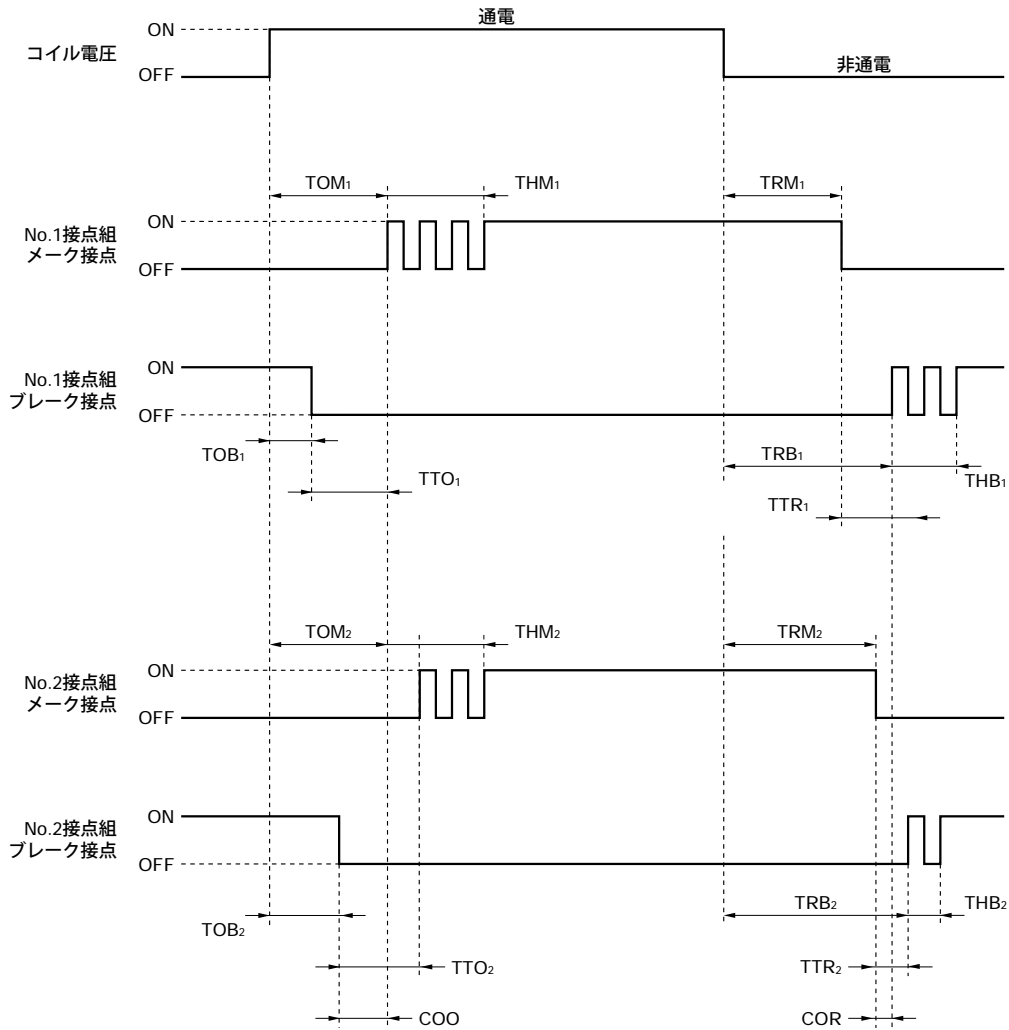 通電
ON
コイル電圧
OFF
非通電
TOM1
THM1
TRM1
ON
No.1接点組
メーク接点
OFF
ON
No.1接点組
ブレーク接点
OFF
TOB1
TRB1
THB1
TTO1
TTR1
TOM2
THM2
TRM2
ON
No.2接点組
メーク接点
OFF
ON
No.2接点組
ブレーク接点
OFF
TOB2
TRB2
THB2
TTO2
TTR2
COO
COR